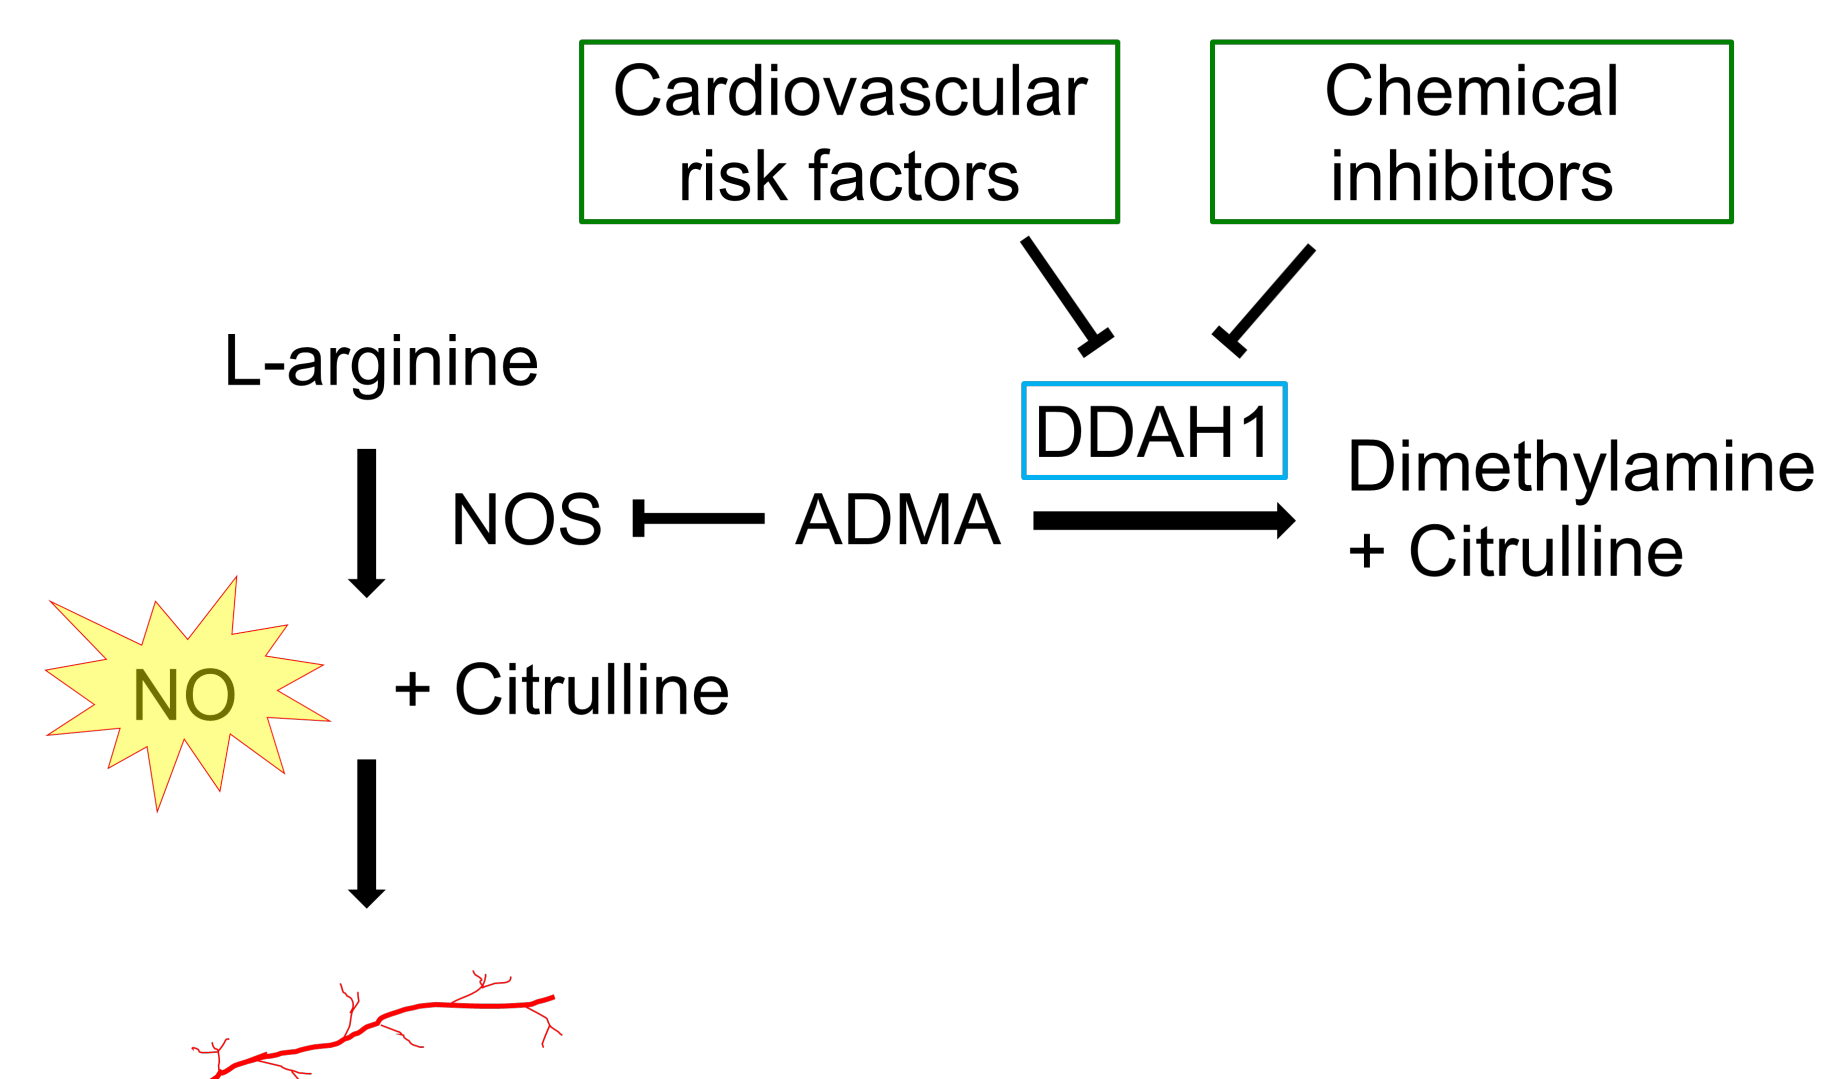 Cardiovascular
risk factors
Chemical
inhibitors
L-arginine
DDAH1
NOS
ADMA
Dimethylamine
+ Citrulline
NO
+ Citrulline